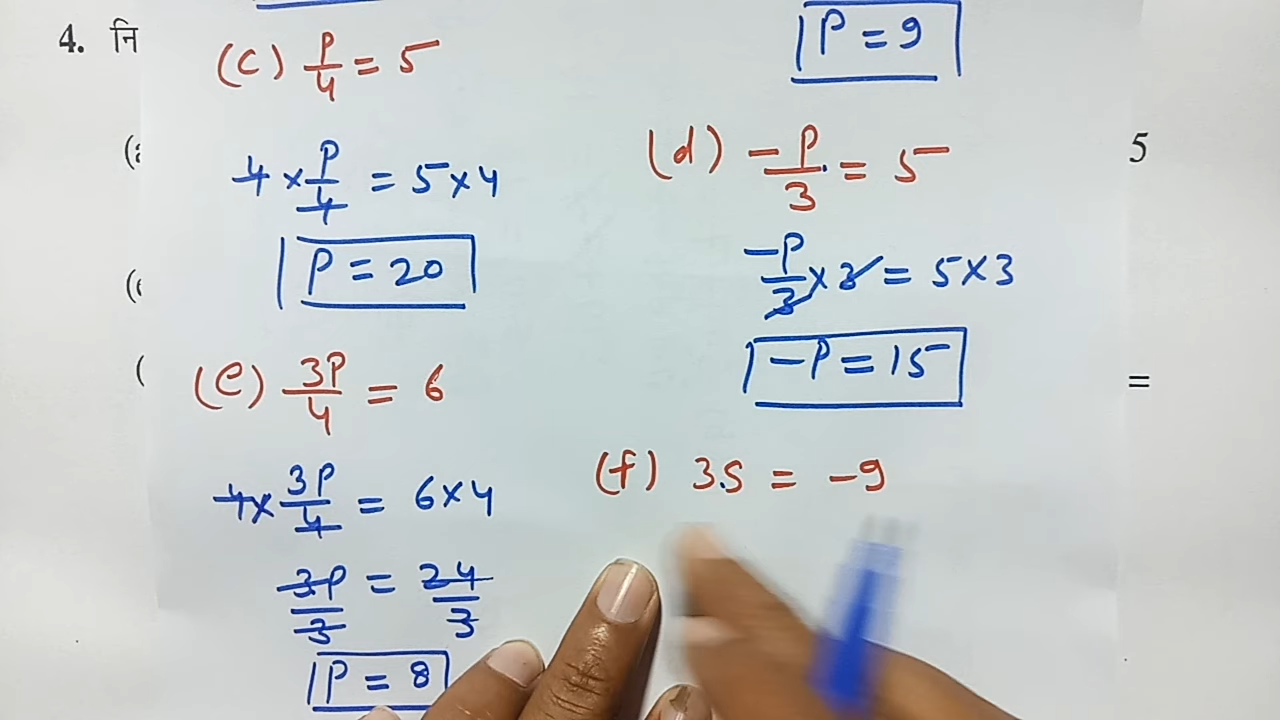 4. नि
(c) P/4 = 5
4 × P/4 = 5 × 4
P = 20
(e) 3P/4 = 6
4 × 3P/4 = 6 × 4
3P/3 = 24/3
P = 8
P = 9
(d) -P/3 = 5
-P/3 × 3 = 5 × 3
-P = 15
(f) 3.S = -9
5
=